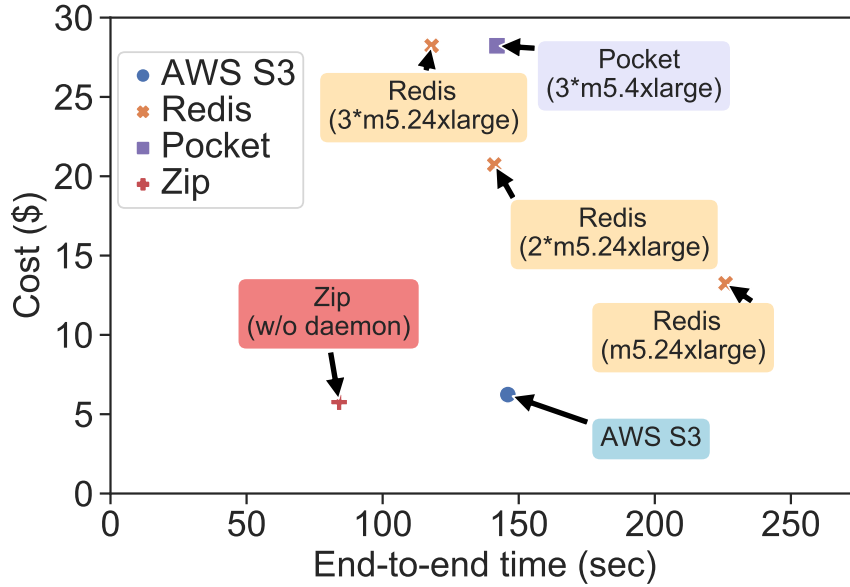 30
25
20
15
10
5
0
Cost ($)
AWS S3
Redis
Pocket
Zip
Redis
(3*m5.24xlarge)
Pocket
(3*m5.4xlarge)
Redis
(2*m5.24xlarge)
Redis
(m5.24xlarge)
Zip
(w/o daemon)
AWS S3
0
50
100
150
200
250
End-to-end time (sec)